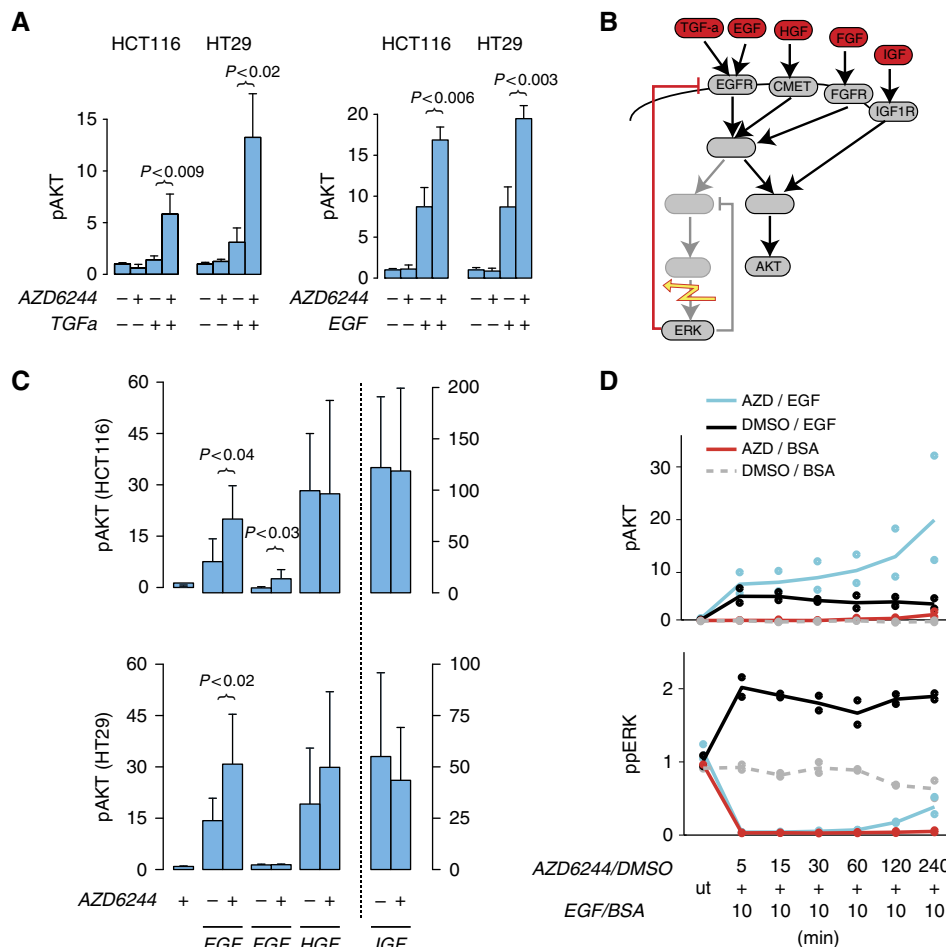 A
HCT116 HT29
P<0.02
P<0.009
pAKT
15
10
5
0
AZD6244 – + – + – + – +
TGFa – – + + – – + +
HCT116 HT29
P<0.006
P<0.003
pAKT
20
15
10
5
0
AZD6244 – + – + – + – +
EGF – – + + – – + +
B
TGF-a EGF HGF FGF IGF
EGFR CMET FGFR IGF1R
AKT
ERK
C
pAKT (HCT116)
60
45
30
15
0
P<0.04
P<0.03
200
150
100
50
0
pAKT (HT29)
60
45
30
15
0
P<0.02
100
75
50
25
0
AZD6244 + – + – + – + – +
EGF FGF HGF IGF
D
AZD / EGF
DMSO / EGF
AZD / BSA
DMSO / BSA
pAKT
30
20
10
0
ppERK
2
1
0
AZD6244/DMSO 5 15 30 60 120 240
ut + + + + + +
EGF/BSA 10 10 10 10 10 10
(min)